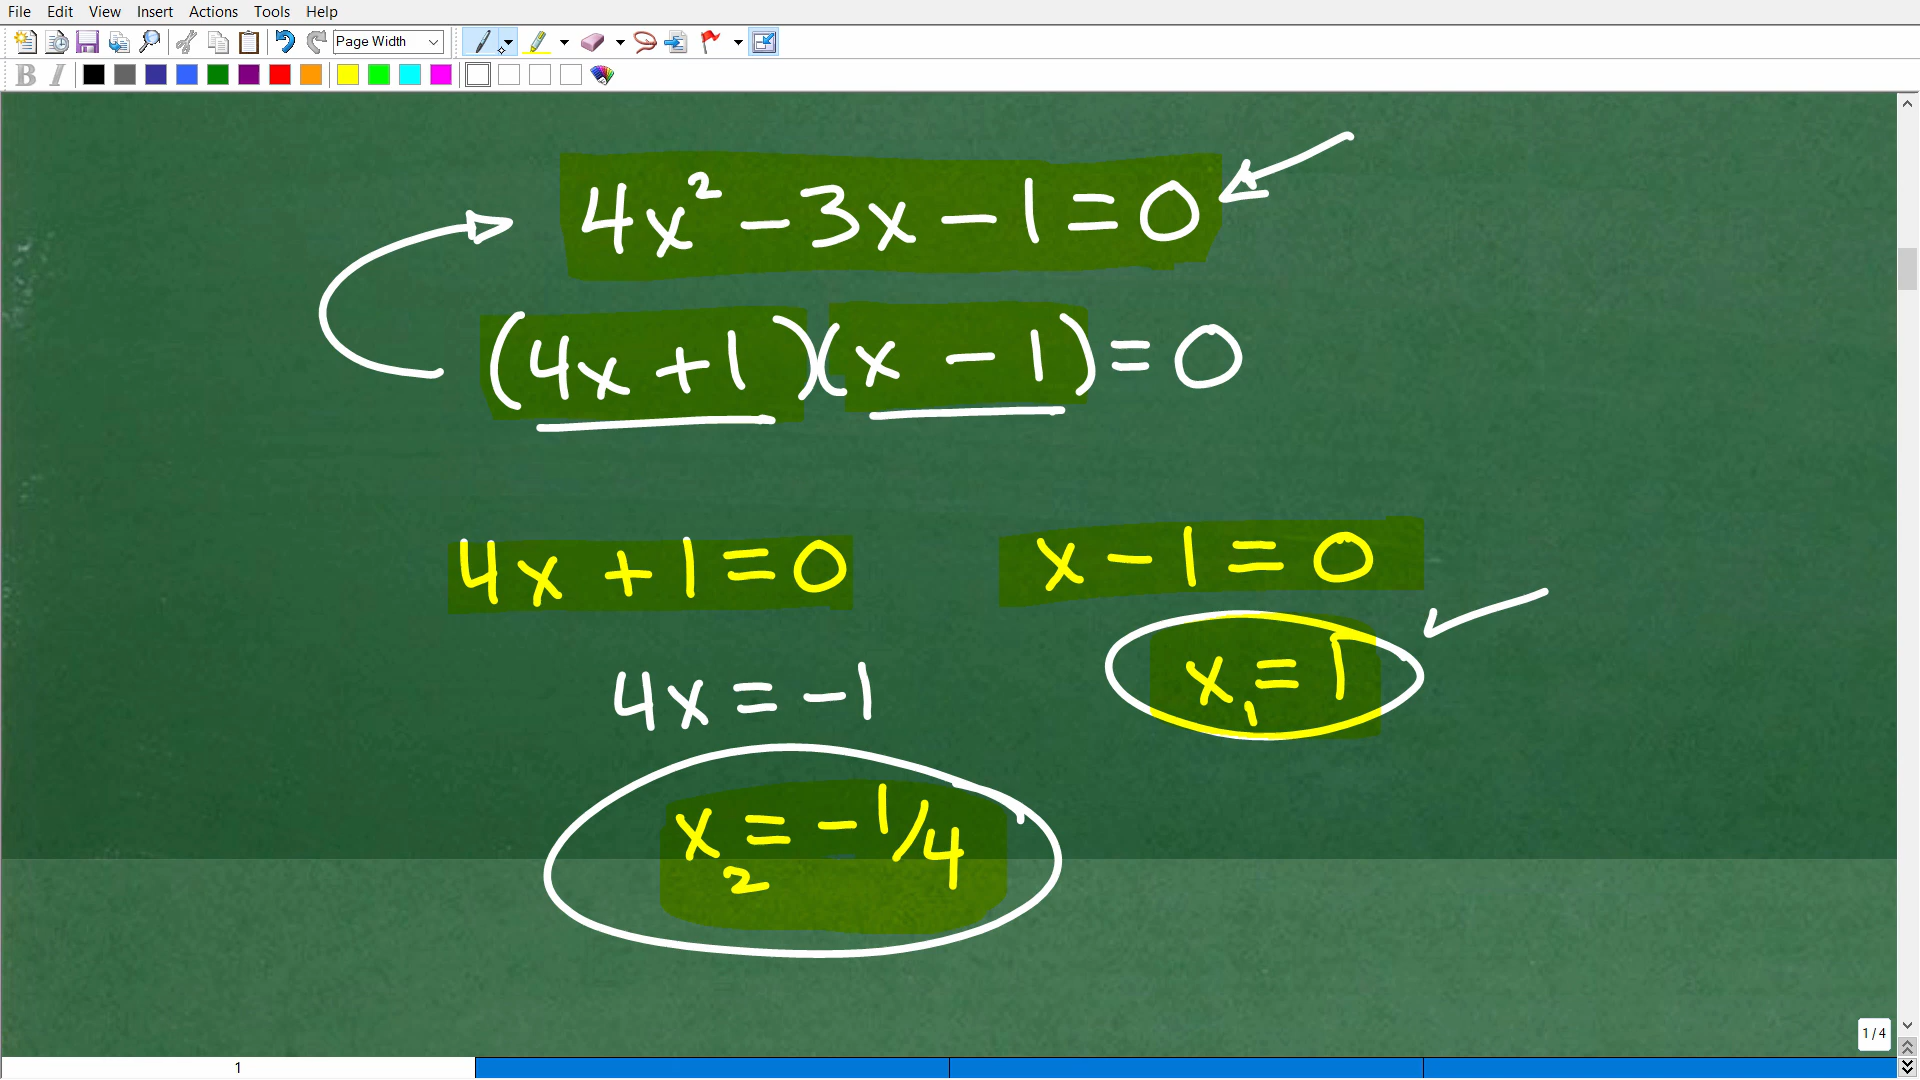 File Edit View Insert Actions Tools Help
Page Width
B I
4x² - 3x - 1 = 0
(4x + 1)(x - 1) = 0
4x + 1 = 0 x - 1 = 0
4x = -1 x₁ = 1
x₂ = -1/4
1 / 4
1